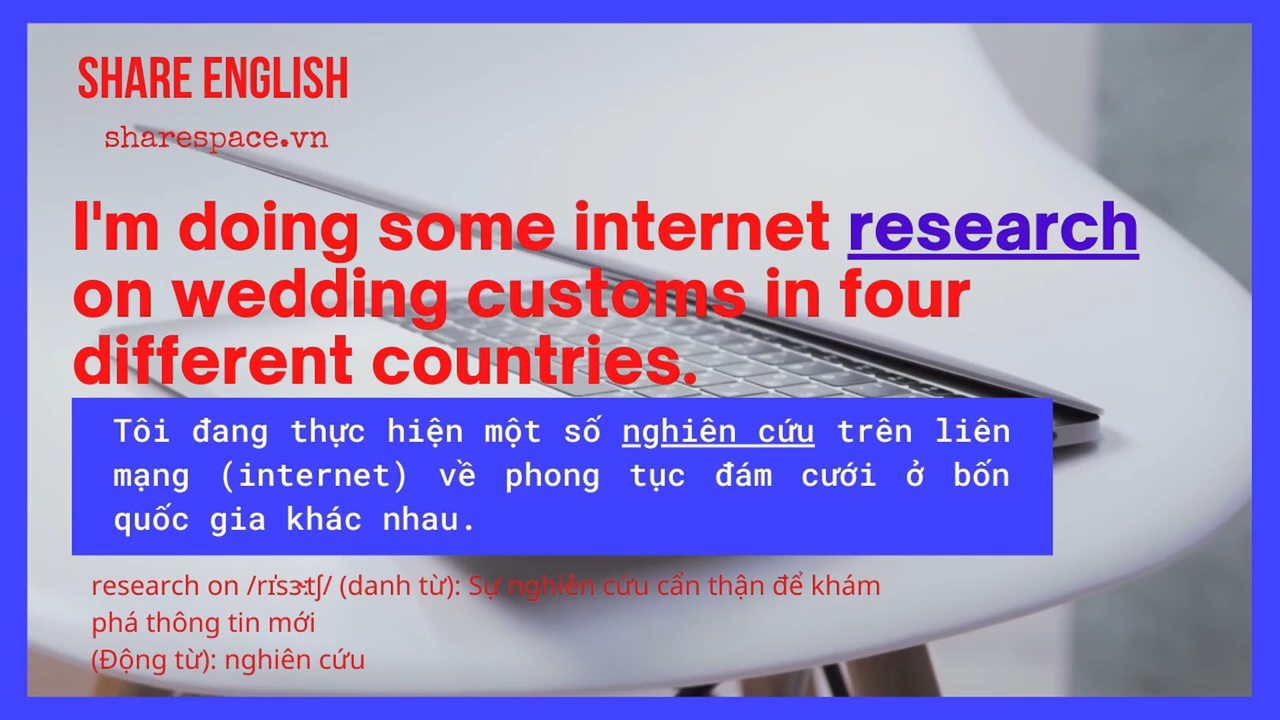 SHARE ENGLISH
sharespace.vn
I'm doing some internet research
on wedding customs in four
different countries.
Tôi đang thực hiện một số nghiên cứu trên liên
mạng (internet) về phong tục đám cưới ở bốn
quốc gia khác nhau.
research on /rɪˈsɝːtʃ/ (danh từ): Sự nghiên cứu cẩn thận để khám
phá thông tin mới
(Động từ): nghiên cứu